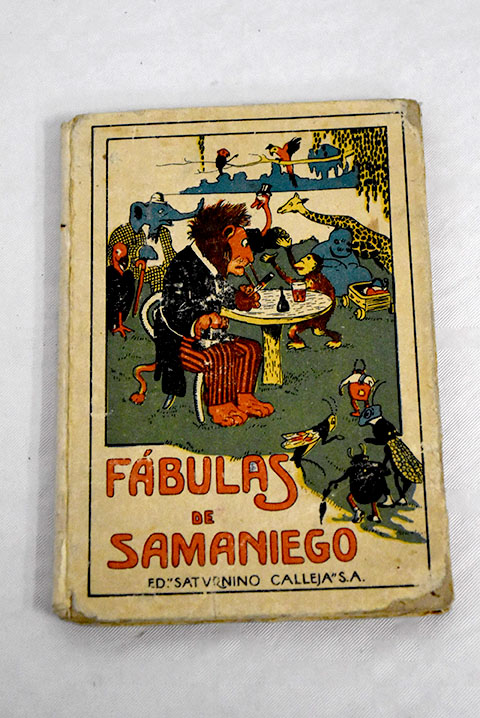 FÁBULAS
DE
SAMANIEGO
ED. "SATVRNINO CALLEJA" S.A.